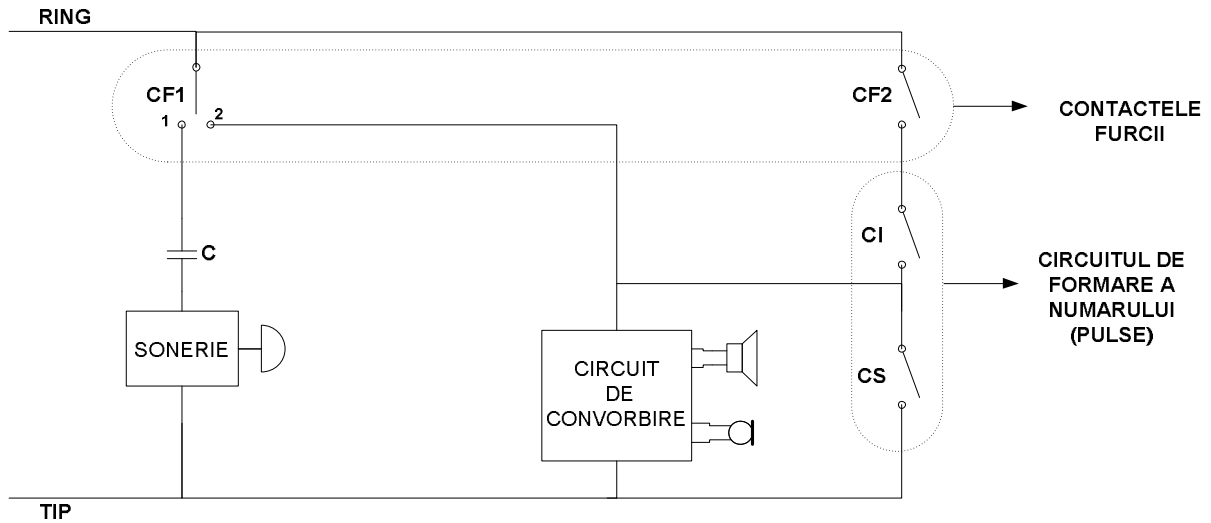 RING
CF1
1
2
CF2
CONTACTELE
FURCII
C
CI
CIRCUITUL DE
FORMARE A
NUMARULUI
(PULSE)
SONERIE
CIRCUIT
DE
CONVORBIRE
CS
TIP